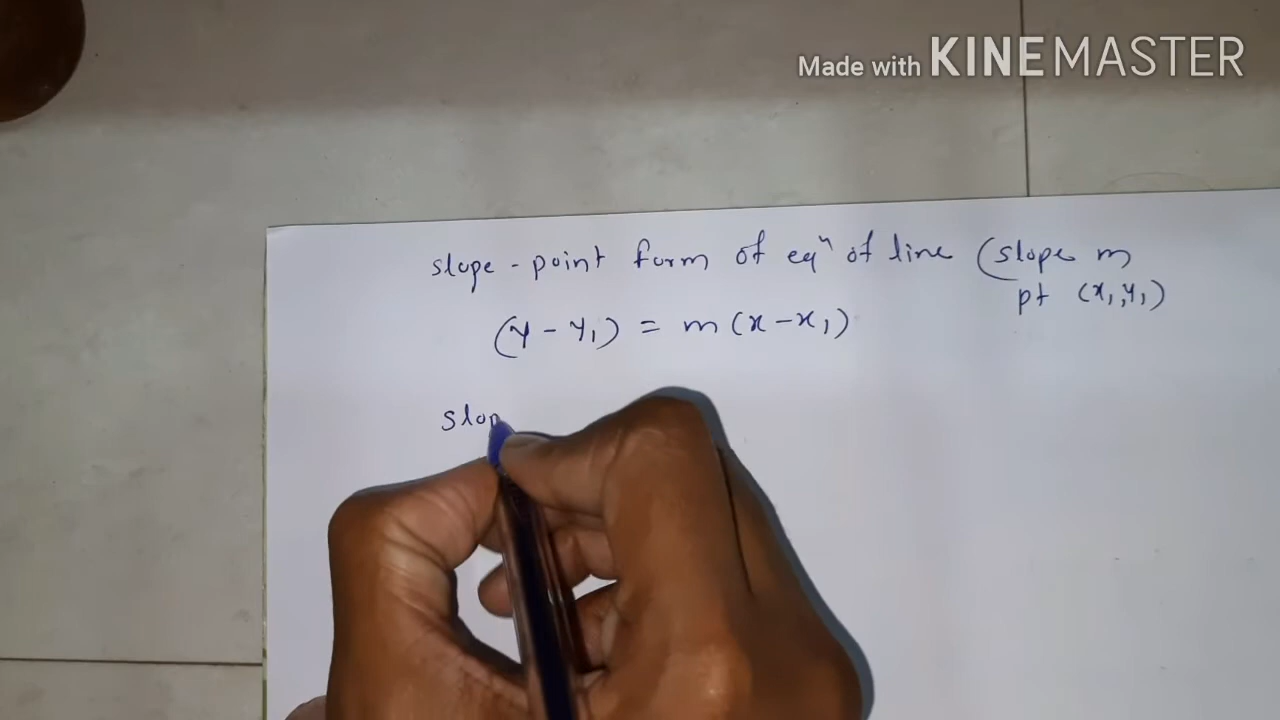 Made with KINEMASTER
slope - point form of eqⁿ of line (slope m
pt (x₁, y₁)
(y - y₁) = m(x - x₁)
slop